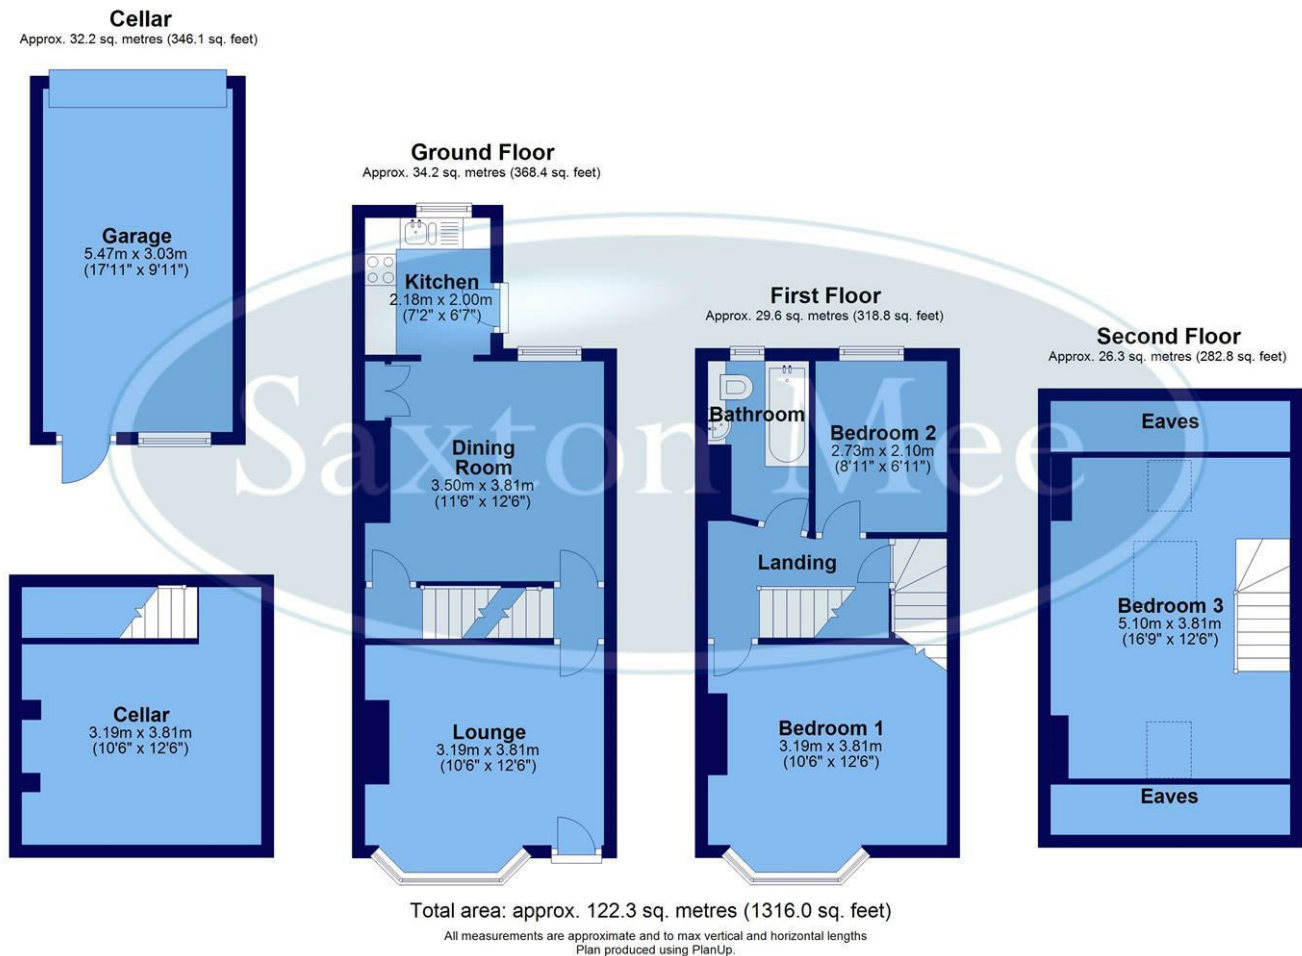 Cellar
Approx. 32.2 sq. metres (346.1 sq. feet)
Garage
5.47m x 3.03m
(17'11" x 9'11")
Cellar
3.19m x 3.81m
(10'6" x 12'6")
Ground Floor
Approx. 34.2 sq. metres (368.4 sq. feet)
Kitchen
2.18m x 2.00m
(7'2" x 6'7")
Dining
Room
3.50m x 3.81m
(11'6" x 12'6")
Lounge
3.19m x 3.81m
(10'6" x 12'6")
First Floor
Approx. 29.6 sq. metres (318.8 sq. feet)
Bathroom
Bedroom 2
2.73m x 2.10m
(8'11" x 6'11")
Landing
Bedroom 1
3.19m x 3.81m
(10'6" x 12'6")
Second Floor
Approx. 26.3 sq. metres (282.8 sq. feet)
Eaves
Bedroom 3
5.10m x 3.81m
(16'9" x 12'6")
Eaves
Saxton Mee
Total area: approx. 122.3 sq. metres (1316.0 sq. feet)
All measurements are approximate and to max vertical and horizontal lengths
Plan produced using PlanUp.